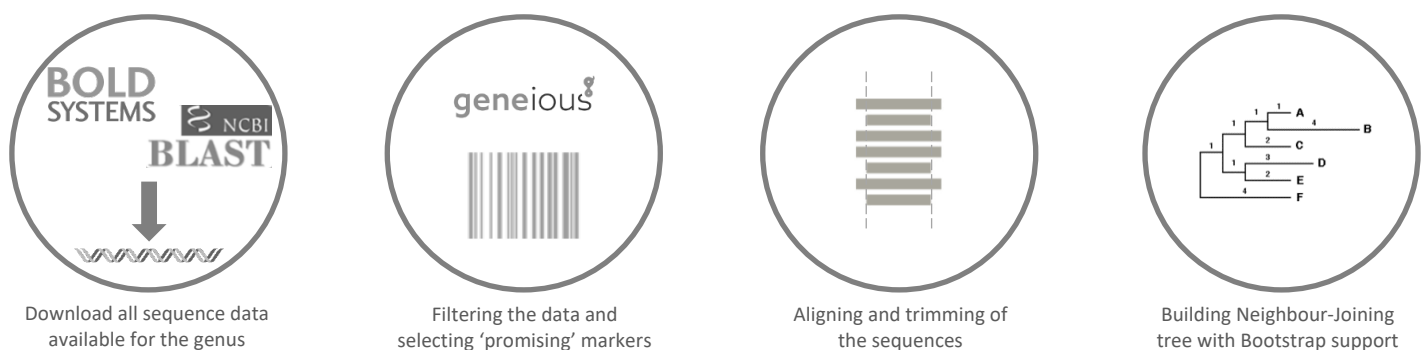 BOLD
SYSTEMS
NCBI
BLAST
Download all sequence data
available for the genus
geneious
Filtering the data and
selecting ‘promising’ markers
Aligning and trimming of
the sequences
1
1
A
4
B
1
2
C
1
3
D
1
2
E
4
F
Building Neighbour-Joining
tree with Bootstrap support